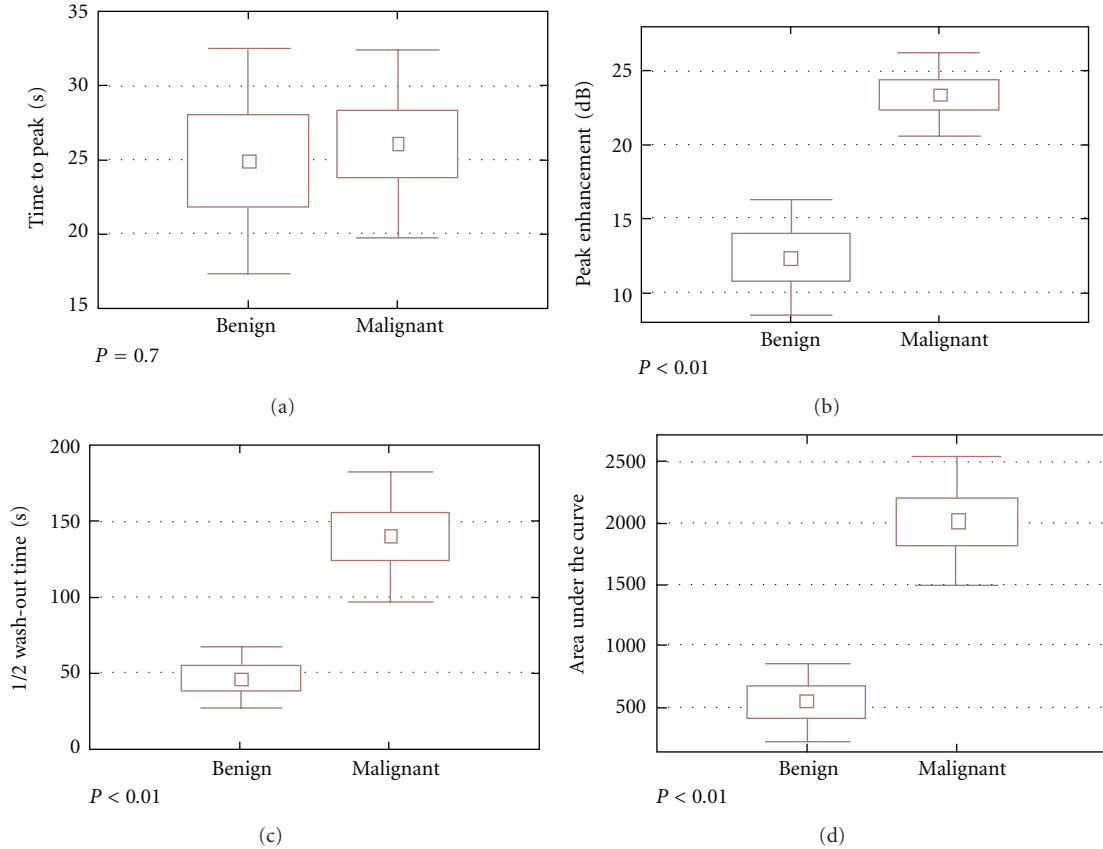 35
30
25
20
15
Time to peak (s)
Benign Malignant
P = 0.7
(a)
25
20
15
10
Peak enhancement (dB)
Benign Malignant
P < 0.01
(b)
200
150
100
50
0
1/2 wash-out time (s)
Benign Malignant
P < 0.01
(c)
2500
2000
1500
1000
500
Area under the curve
Benign Malignant
P < 0.01
(d)